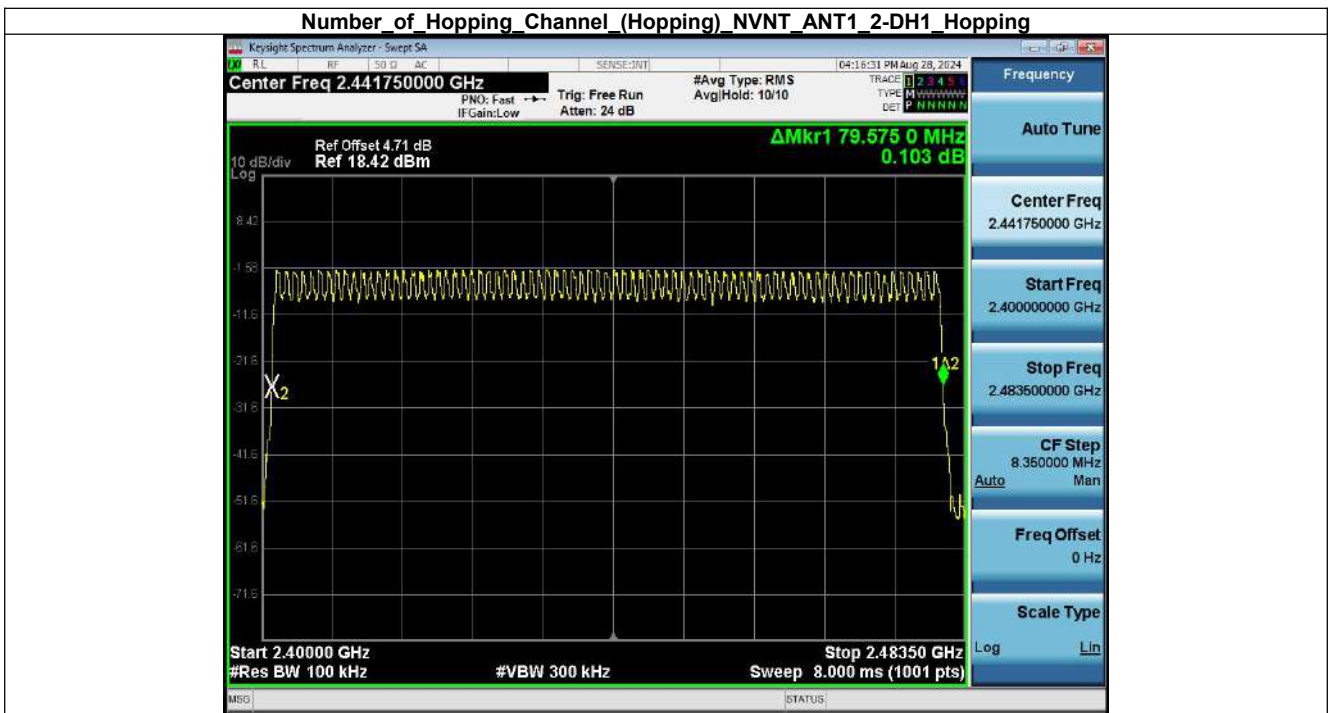 Number_of_Hopping_Channel_(Hopping)_NVNT_ANT1_2-DH1_Hopping
Keysight Spectrum Analyzer - Swept SA
RL RF 50 Ω AC SENSE:INT 04:16:31 PM Aug 28, 2024
Center Freq 2.441750000 GHz
PNO: Fast
IFGain:Low
Trig: Free Run
Atten: 24 dB
#Avg Type: RMS
Avg|Hold: 10/10
TRACE 1 2 3 4 5 6
TYPE M WWWWW
DET P N N N N N
ΔMkr1 79.575 0 MHz
0.103 dB
Ref Offset 4.71 dB
10 dB/div Ref 18.42 dBm
Log
8.42
-1.58
-11.6
-21.6
-31.6
-41.6
-51.6
-61.6
-71.6
X2
1Δ2
Start 2.40000 GHz Stop 2.48350 GHz
#Res BW 100 kHz #VBW 300 kHz Sweep 8.000 ms (1001 pts)
MSG STATUS
Frequency
Auto Tune
Center Freq
2.441750000 GHz
Start Freq
2.400000000 GHz
Stop Freq
2.483500000 GHz
CF Step
8.350000 MHz
Auto Man
Freq Offset
0 Hz
Scale Type
Log Lin